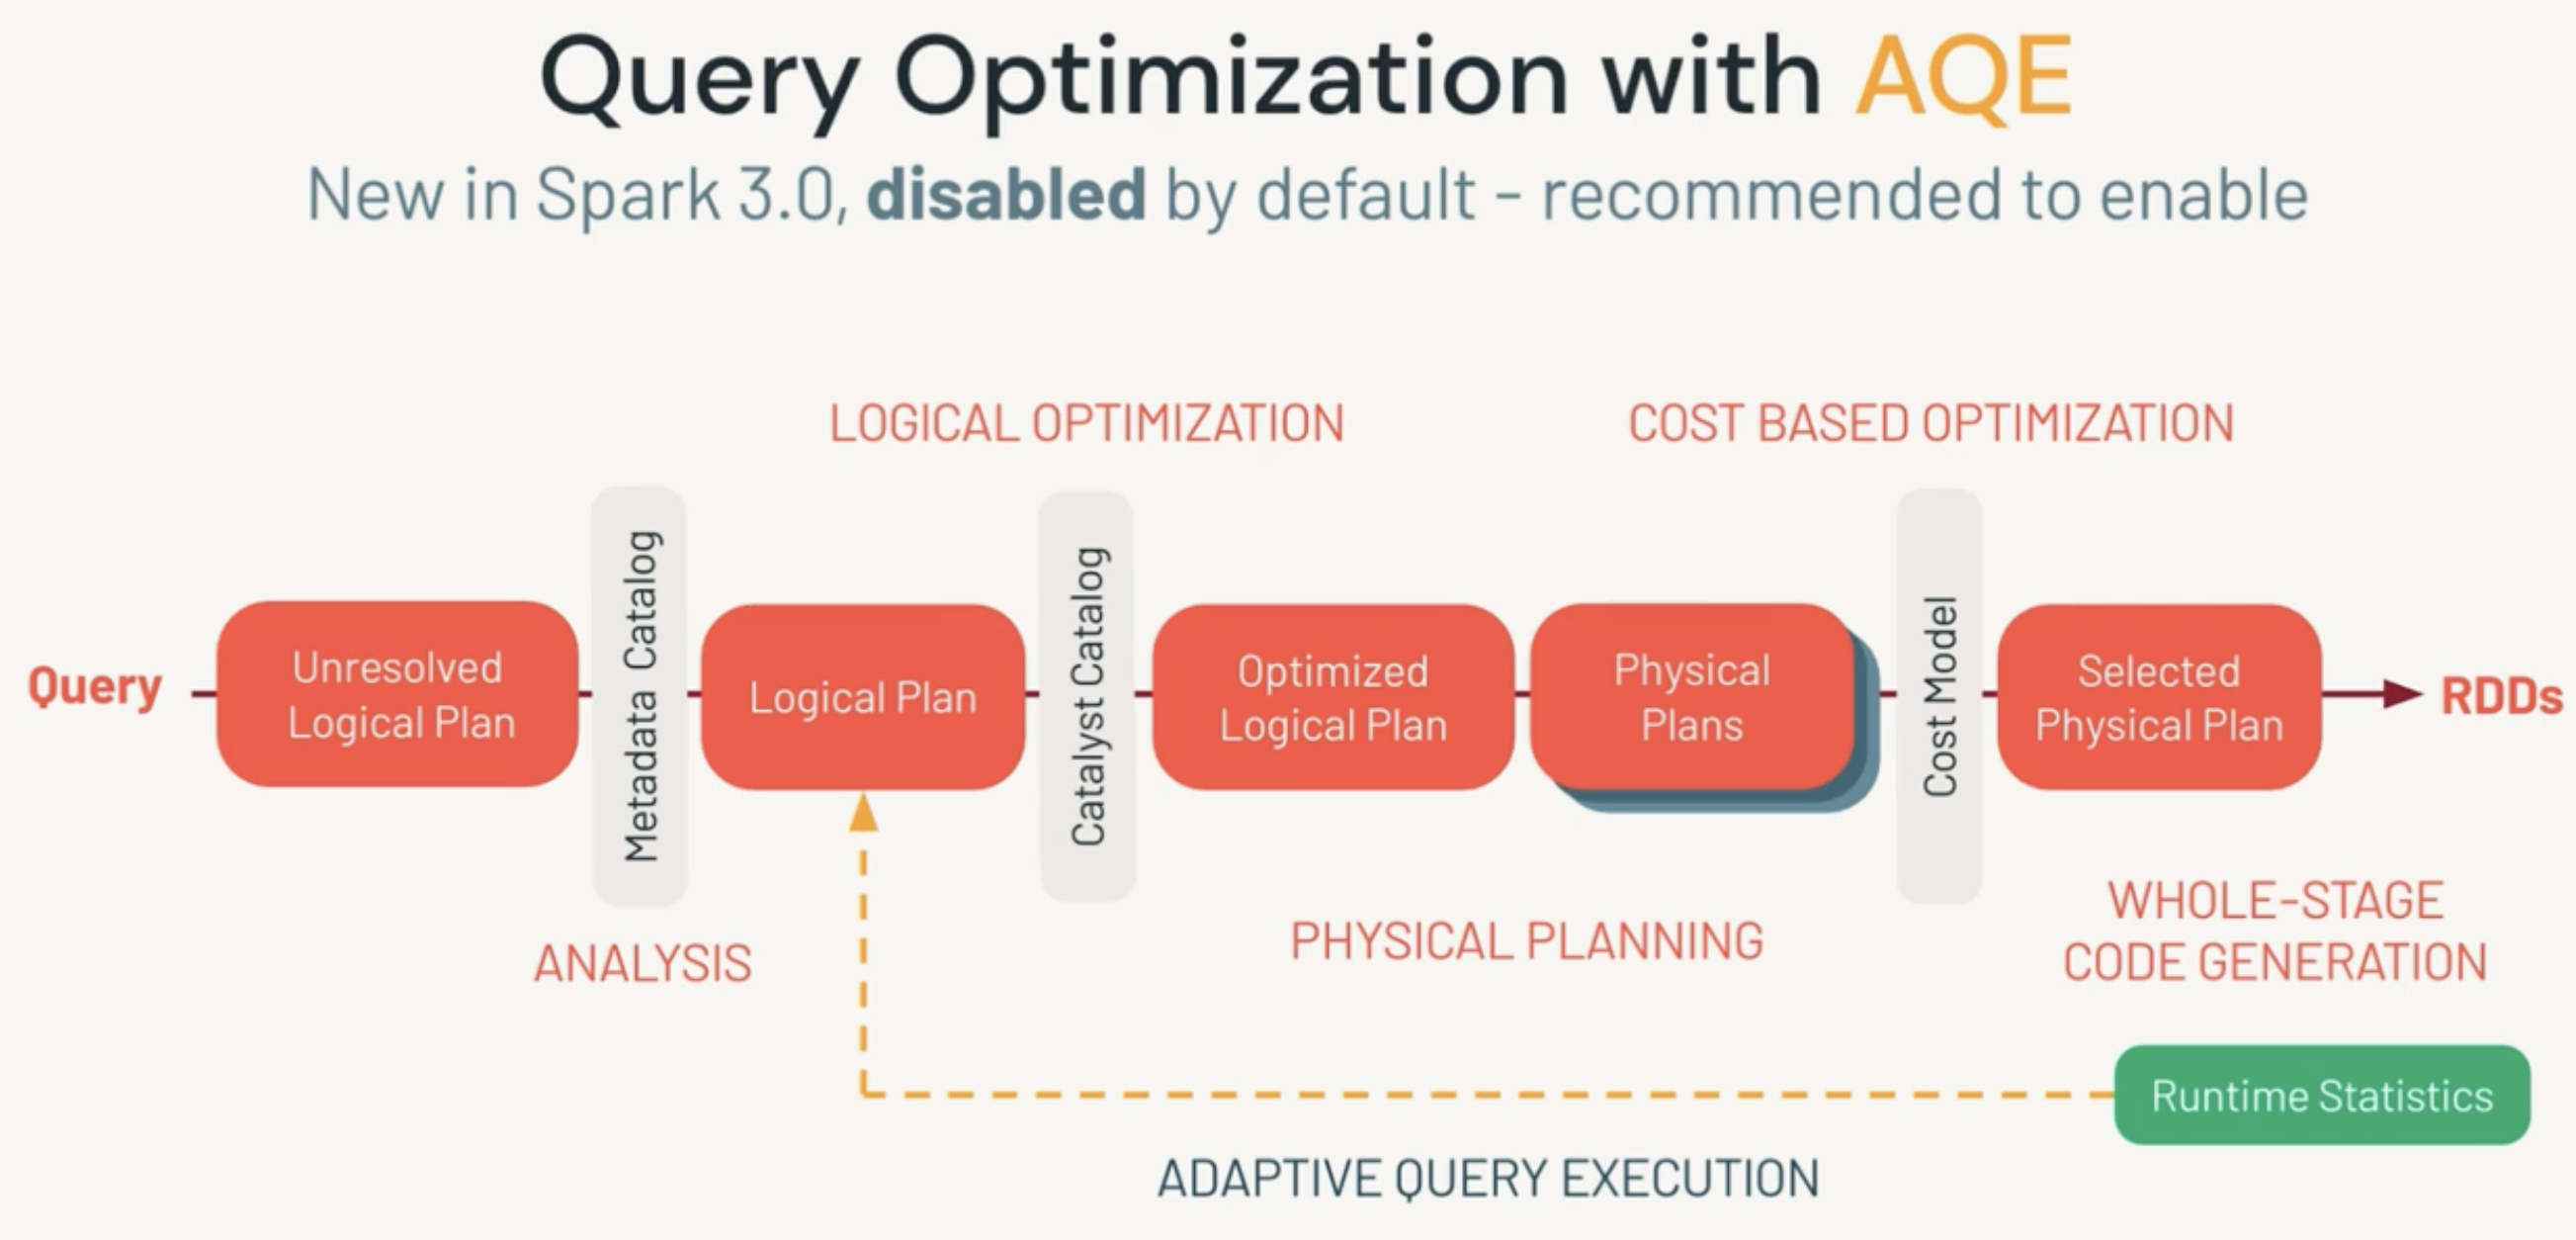 Query Optimization with AQE
New in Spark 3.0, disabled by default - recommended to enable
LOGICAL OPTIMIZATION
COST BASED OPTIMIZATION
Query
Unresolved
Logical Plan
Metadata Catalog
Logical Plan
Catalyst Catalog
Optimized
Logical Plan
Physical
Plans
Cost Model
Selected
Physical Plan
RDDs
ANALYSIS
PHYSICAL PLANNING
WHOLE-STAGE
CODE GENERATION
Runtime Statistics
ADAPTIVE QUERY EXECUTION